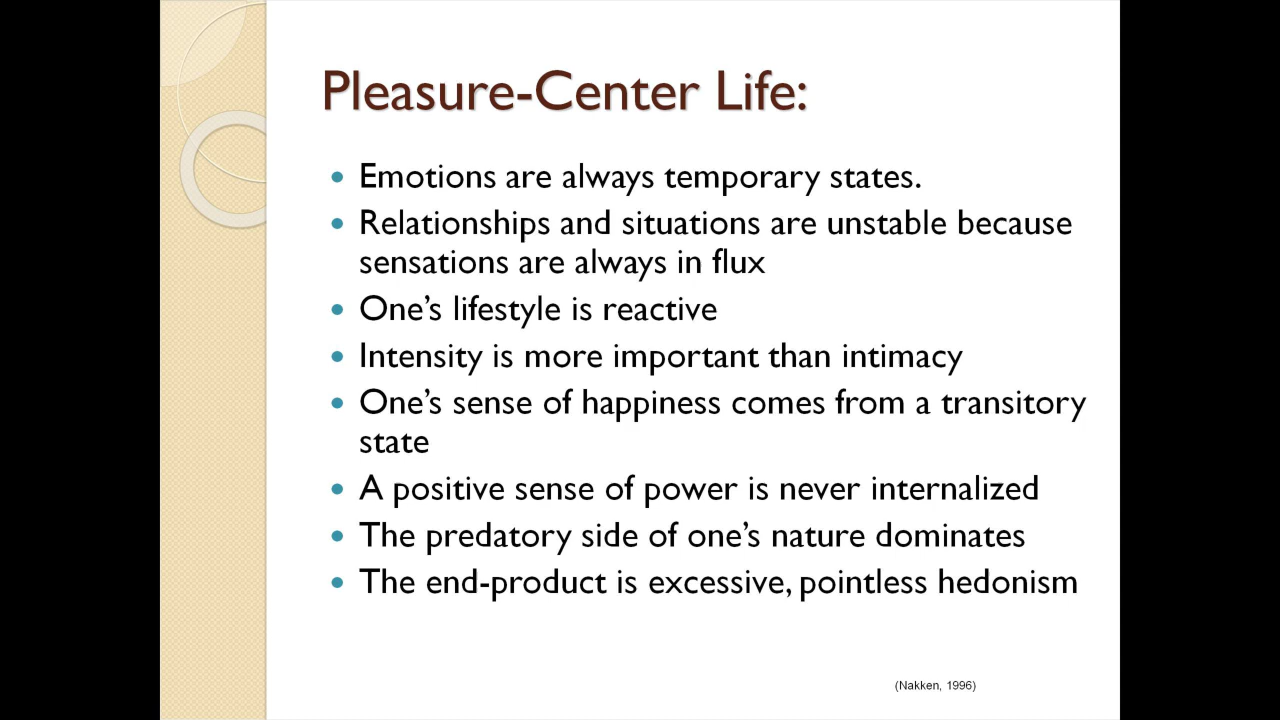 Pleasure-Center Life:
• Emotions are always temporary states.
• Relationships and situations are unstable because
sensations are always in flux
• One’s lifestyle is reactive
• Intensity is more important than intimacy
• One’s sense of happiness comes from a transitory
state
• A positive sense of power is never internalized
• The predatory side of one’s nature dominates
• The end-product is excessive, pointless hedonism
(Nakken, 1996)